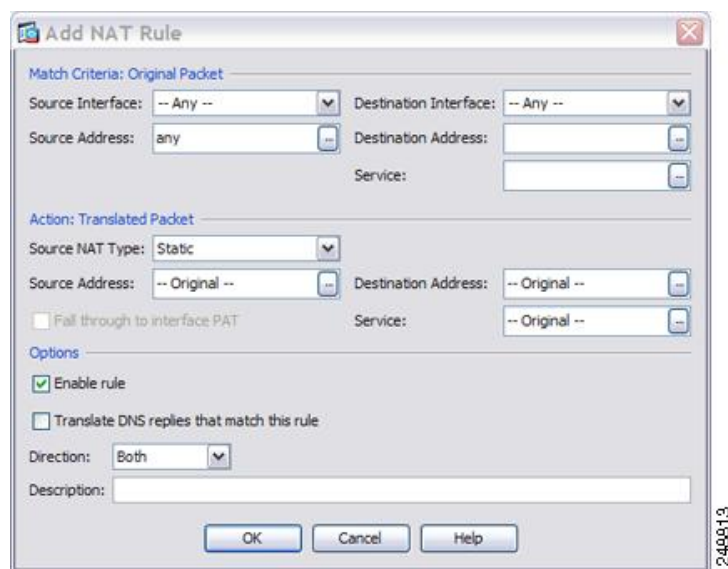 Add NAT Rule
Match Criteria: Original Packet
Source Interface: -- Any -- Destination Interface: -- Any --
Source Address: any Destination Address:
Service:
Action: Translated Packet
Source NAT Type: Static
Source Address: -- Original -- Destination Address: -- Original --
Fall through to interface PAT Service: -- Original --
Options
Enable rule
Translate DNS replies that match this rule
Direction: Both
Description:
OK Cancel Help
248813